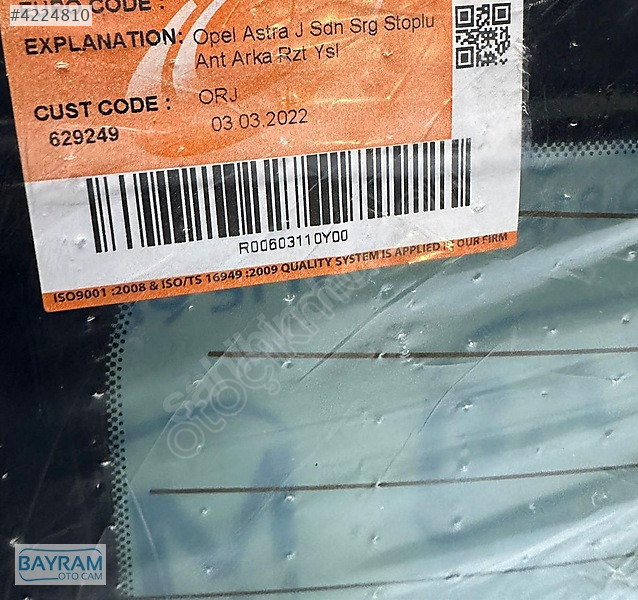 #4224810
CODE :
EXPLANATION: Opel Astra J Sdn Srg Stoplu
Ant Arka Rzt Ysl
CUST CODE : ORJ
629249 03.03.2022
R00603110Y00
ISO9001 :2008 & ISO/TS 16949 :2009 QUALITY SYSTEM IS APPLIED IN OUR FIRM
BAYRAM
OTO CAM